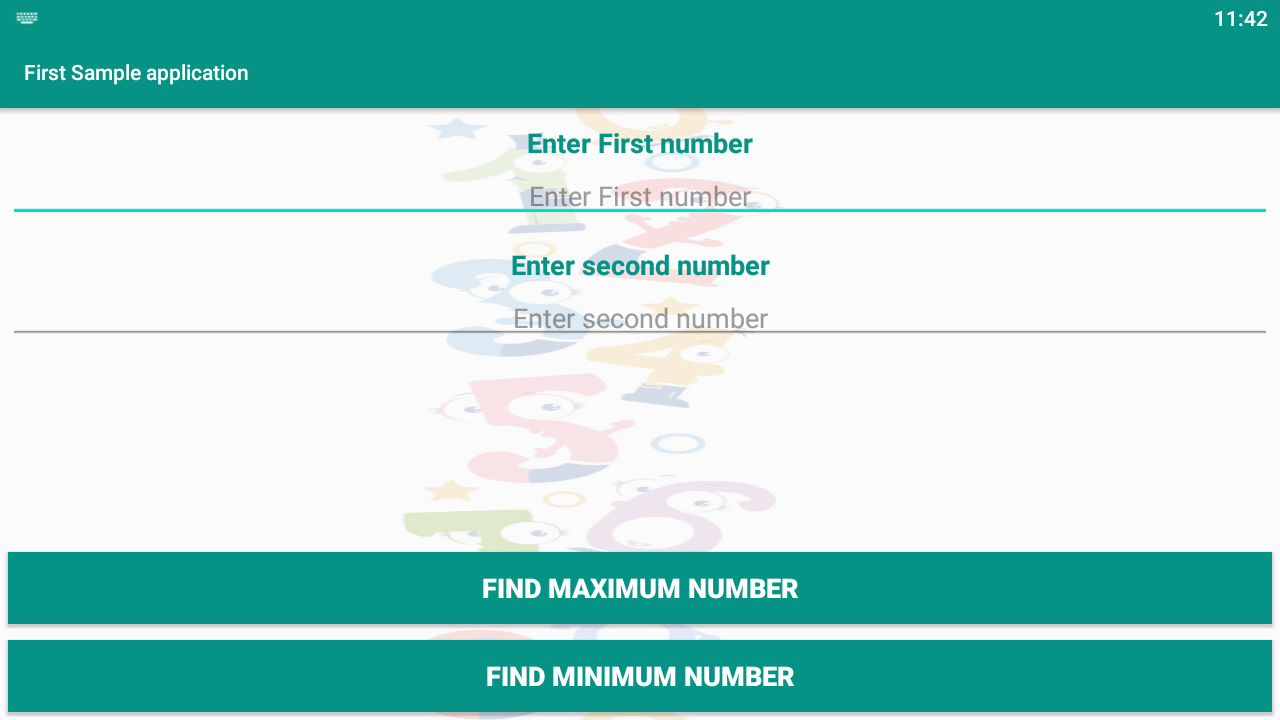 11:42
First Sample application
Enter First number
Enter First number
Enter second number
Enter second number
FIND MAXIMUM NUMBER
FIND MINIMUM NUMBER